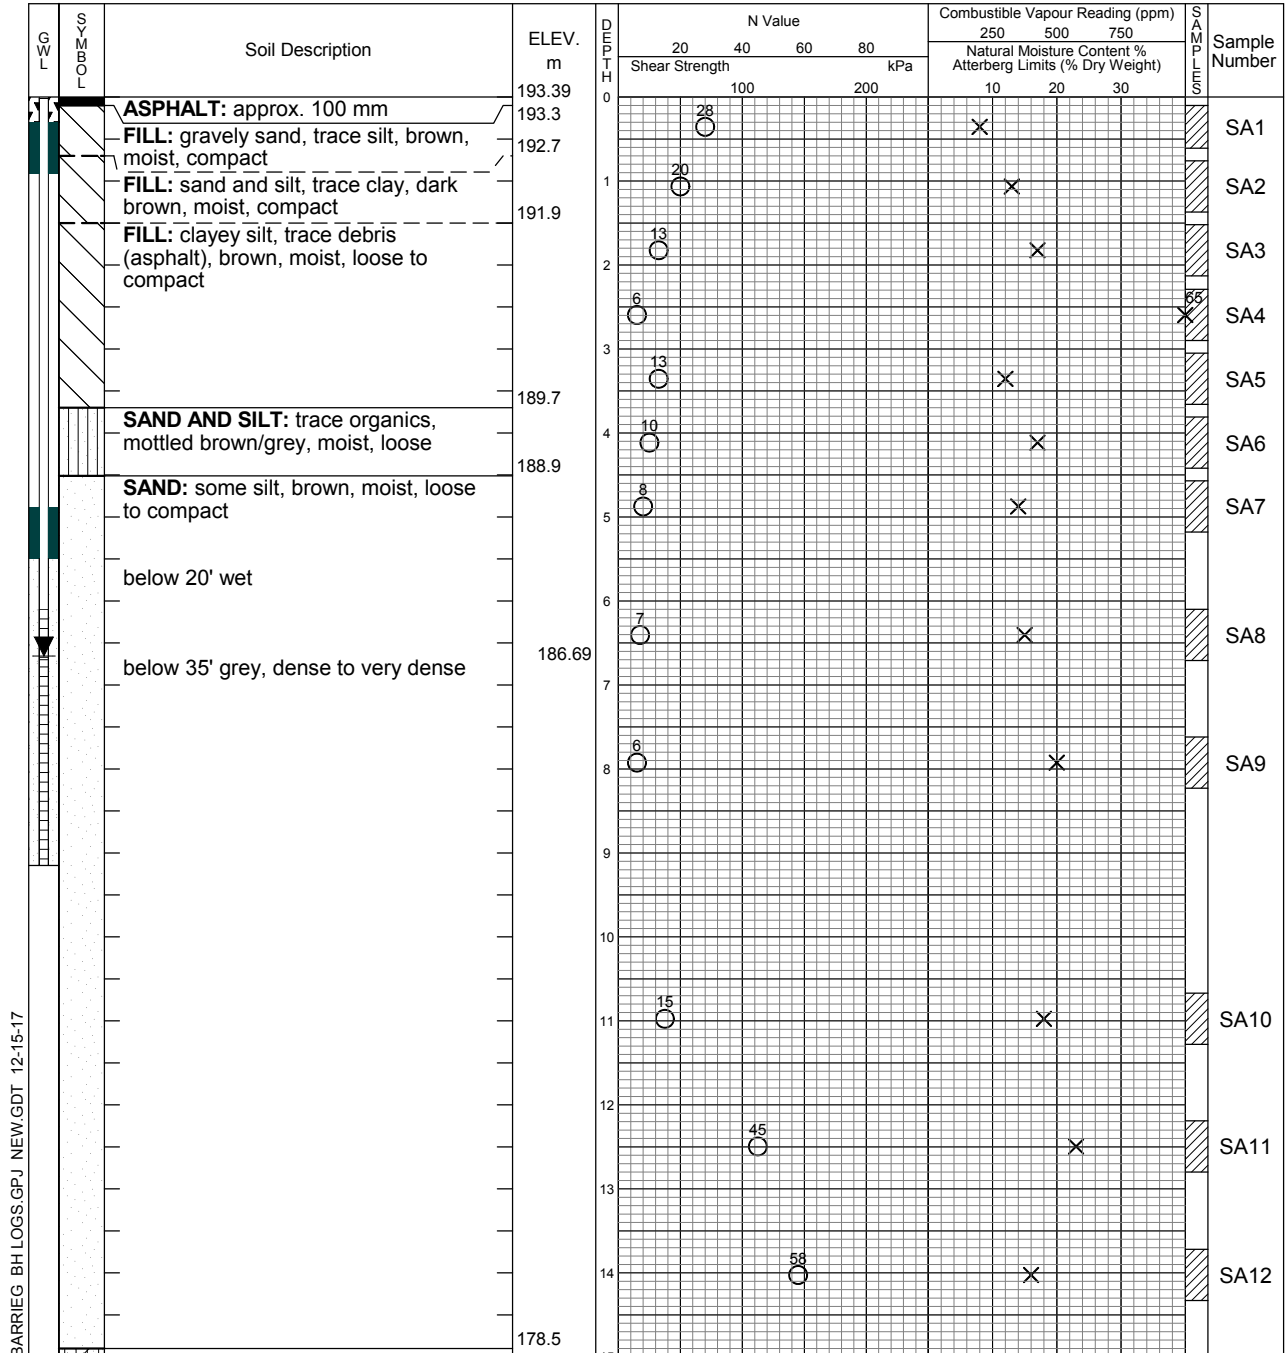 GWL
SYMBOL
Soil Description
ELEV.
m
DEPTH
N Value
20 40 60 80
Shear Strength kPa
100 200
Combustible Vapour Reading (ppm)
250 500 750
Natural Moisture Content %
Atterberg Limits (% Dry Weight)
10 20 30
SAMPLES
Sample
Number
193.39
0
ASPHALT: approx. 100 mm
193.3
28
SA1
FILL: gravely sand, trace silt, brown,
moist, compact
192.7
FILL: sand and silt, trace clay, dark
brown, moist, compact
1
20
SA2
191.9
FILL: clayey silt, trace debris
(asphalt), brown, moist, loose to
compact
13
SA3
2
6
65
SA4
3
13
SA5
189.7
SAND AND SILT: trace organics,
mottled brown/grey, moist, loose
4
10
SA6
188.9
SAND: some silt, brown, moist, loose
to compact
8
SA7
5
below 20' wet
6
7
SA8
186.69
below 35' grey, dense to very dense
7
6
SA9
8
9
10
15
SA10
11
12
45
SA11
13
58
SA12
14
178.5
BARRIEG BH LOGS.GPJ NEW.GDT 12-15-17